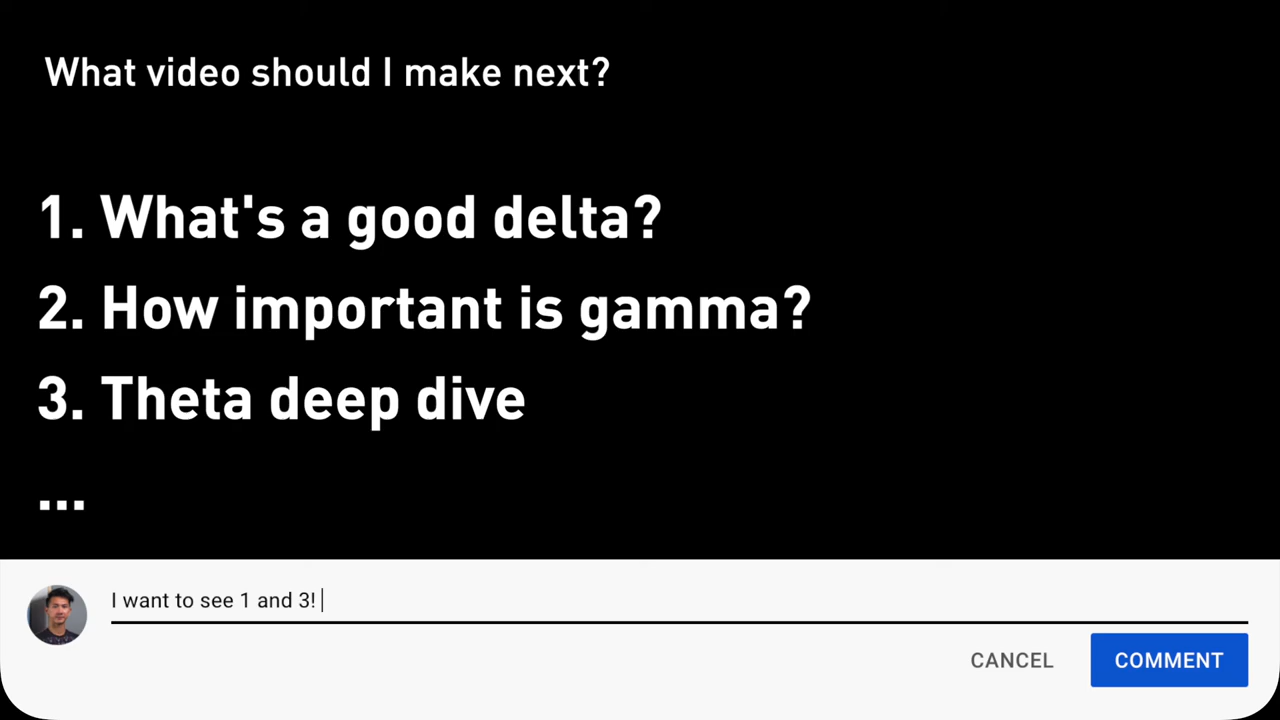 What video should I make next?
1. What's a good delta?
2. How important is gamma?
3. Theta deep dive
...
I want to see 1 and 3!
CANCEL
COMMENT